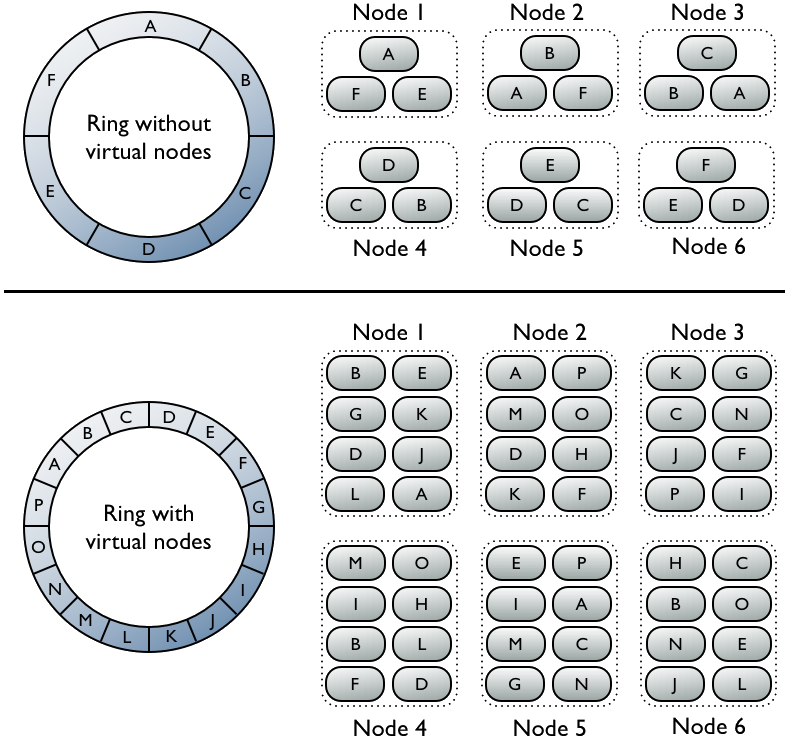 Node 1 Node 2 Node 3
A B C
F E A F B A
D E F
C B D C E D
Node 4 Node 5 Node 6
A
B
C
D
E
F
Ring without
virtual nodes
Node 1 Node 2 Node 3
B E A P K G
G K M O C N
D J D H J F
L A K F P I
M O E P H C
I H I A B O
B L M C N E
F D G N J L
Node 4 Node 5 Node 6
A
B
C
D
E
F
G
H
I
J
K
L
M
N
O
P
Ring with
virtual nodes